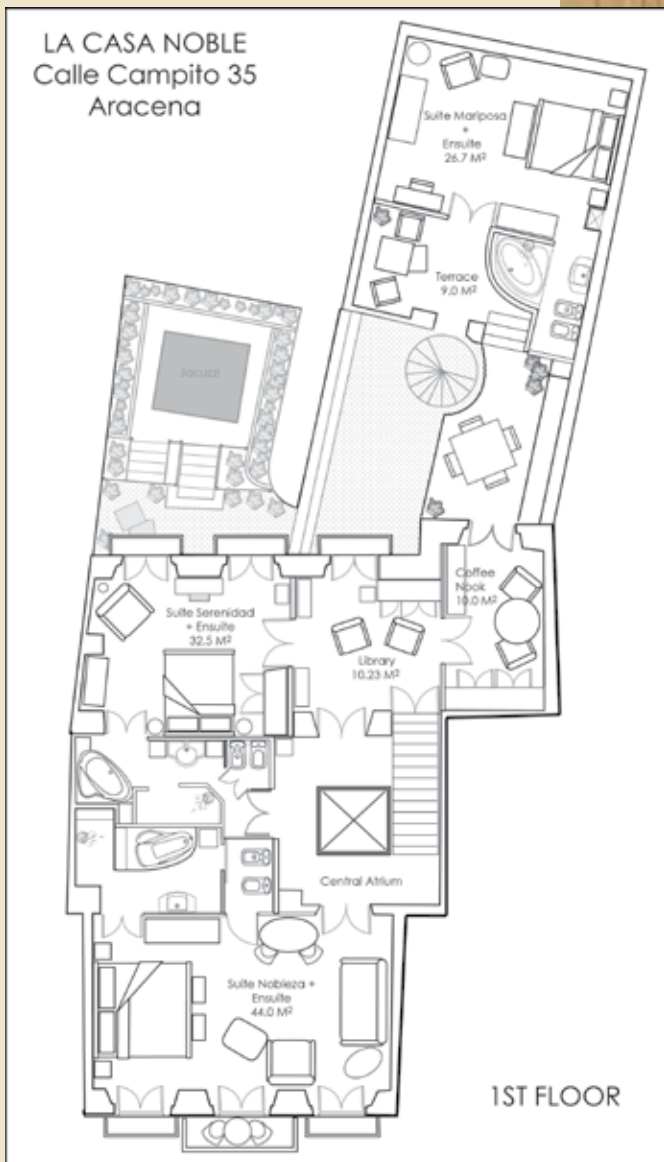 LA CASA NOBLE
Calle Campito 35
Aracena
Suite Mariposa
+
Ensuite
26.7 M²
Terrace
9.0 M²
Jacuzzi
Coffee
Nook
10.0 M²
Suite Serenidad
+ Ensuite
32.5 M²
Library
10.23 M²
Central Atrium
Suite Nobleza +
Ensuite
44.0 M²
1ST FLOOR